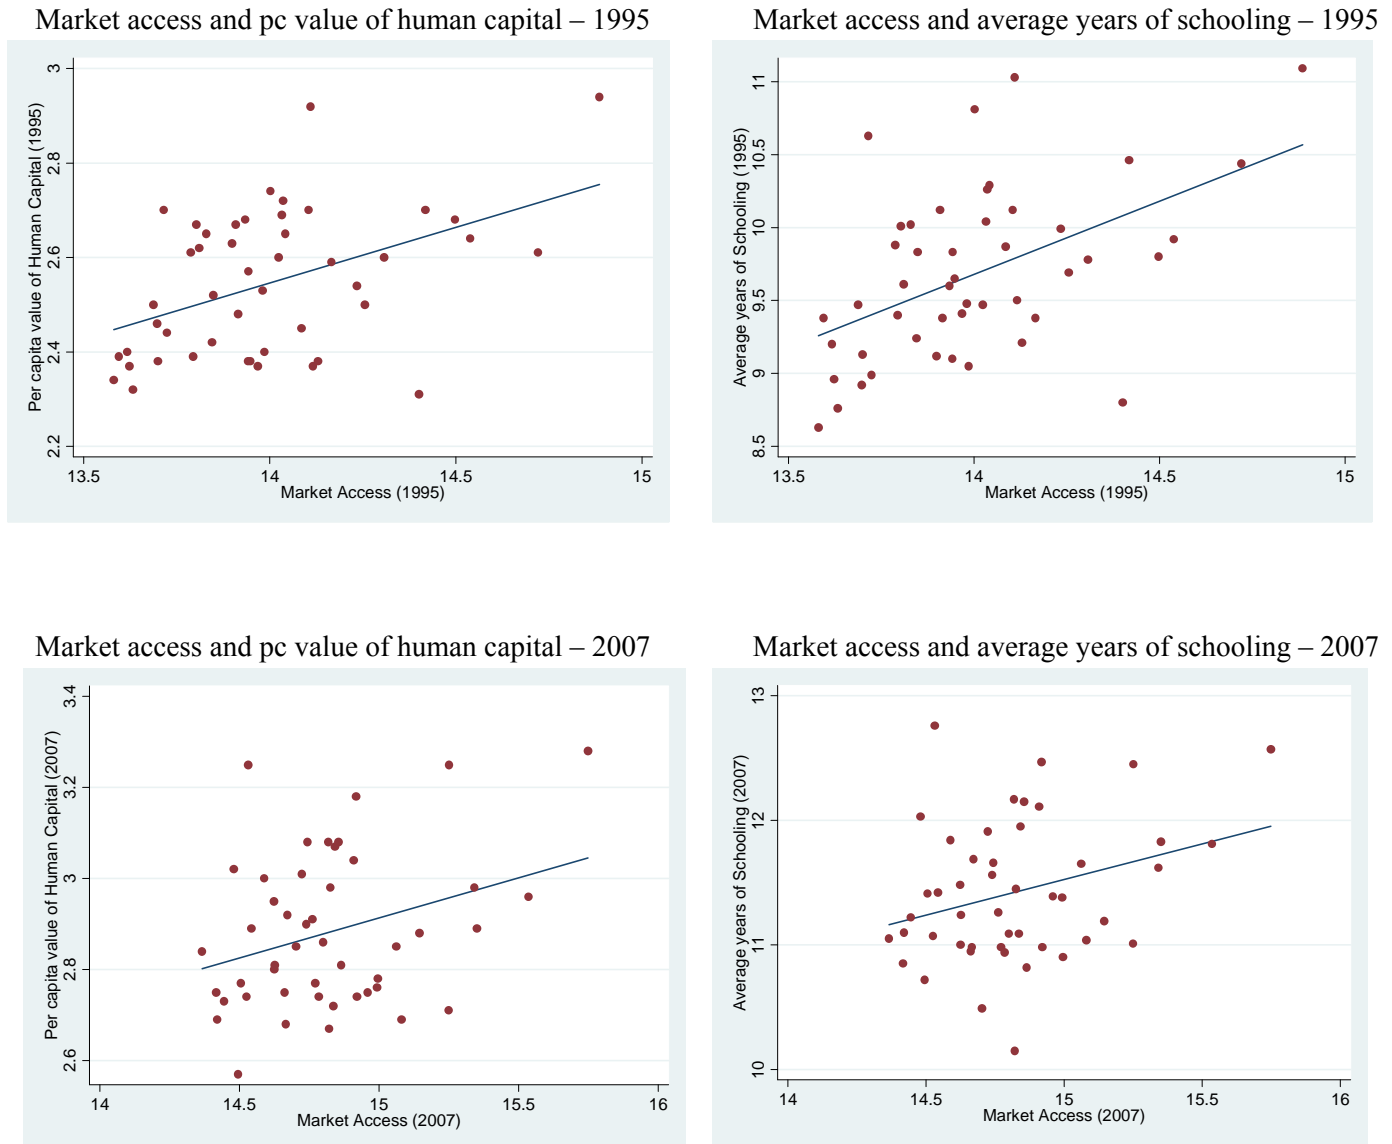 Market access and pc value of human capital – 1995
Market access and average years of schooling – 1995
Per capita value of Human Capital (1995)
3
2.8
2.6
2.4
2.2
13.5 14 14.5 15
Market Access (1995)
Average years of Schooling (1995)
11
10.5
10
9.5
9
8.5
13.5 14 14.5 15
Market Access (1995)
Market access and pc value of human capital – 2007
Market access and average years of schooling – 2007
Per capita value of Human Capital (2007)
3.4
3.2
3
2.8
2.6
14 14.5 15 15.5 16
Market Access (2007)
Average years of Schooling (2007)
13
12
11
10
14 14.5 15 15.5 16
Market Access (2007)